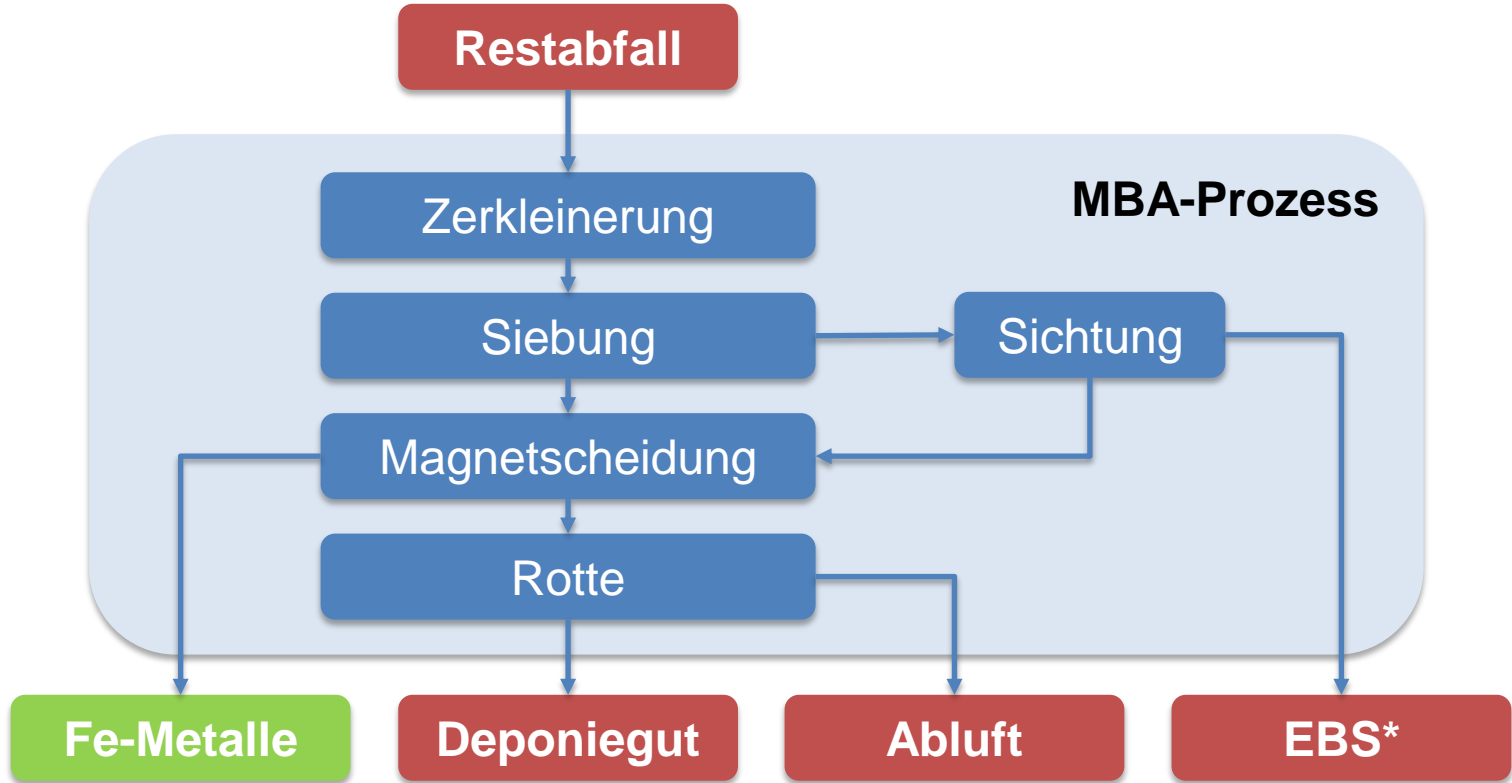 Restabfall
MBA-Prozess
Zerkleinerung
Siebung
Sichtung
Magnetscheidung
Rotte
Fe-Metalle
Deponiegut
Abluft
EBS*